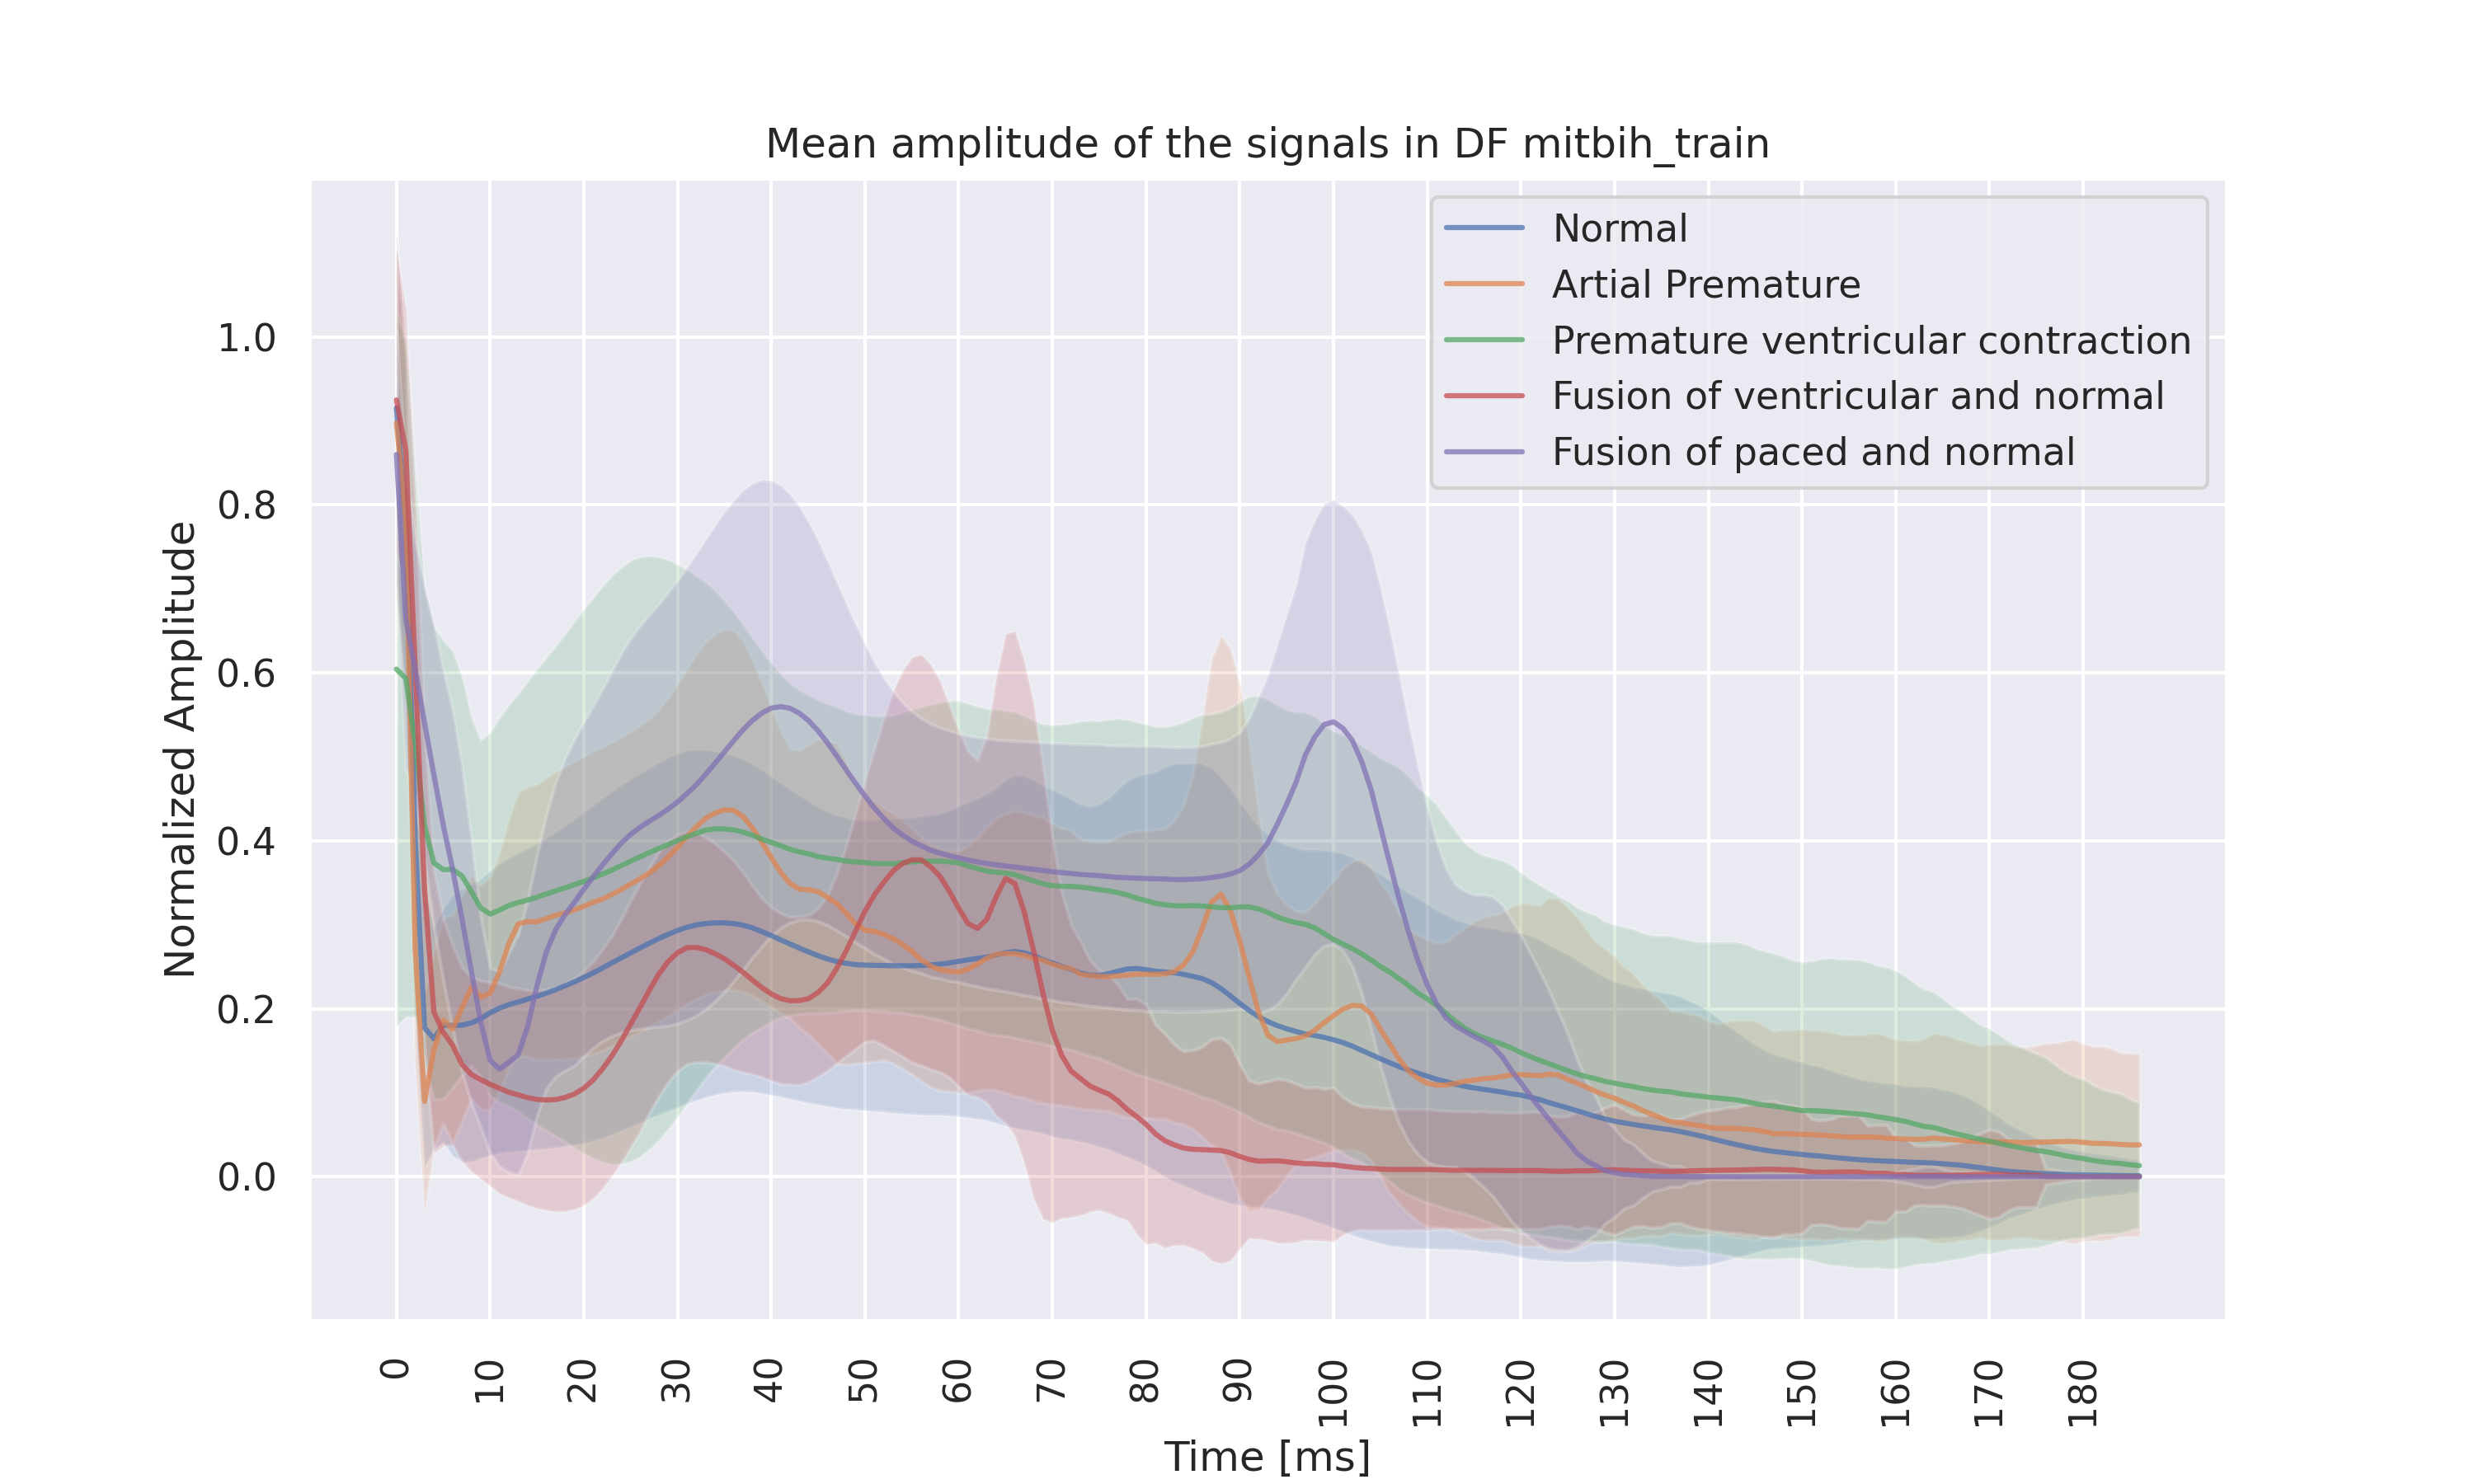 Mean amplitude of the signals in DF mitbih_train
Normal
Artial Premature
Premature ventricular contraction
Fusion of ventricular and normal
Fusion of paced and normal
Normalized Amplitude
1.0
0.8
0.6
0.4
0.2
0.0
0 10 20 30 40 50 60 70 80 90 100 110 120 130 140 150 160 170 180
Time [ms]